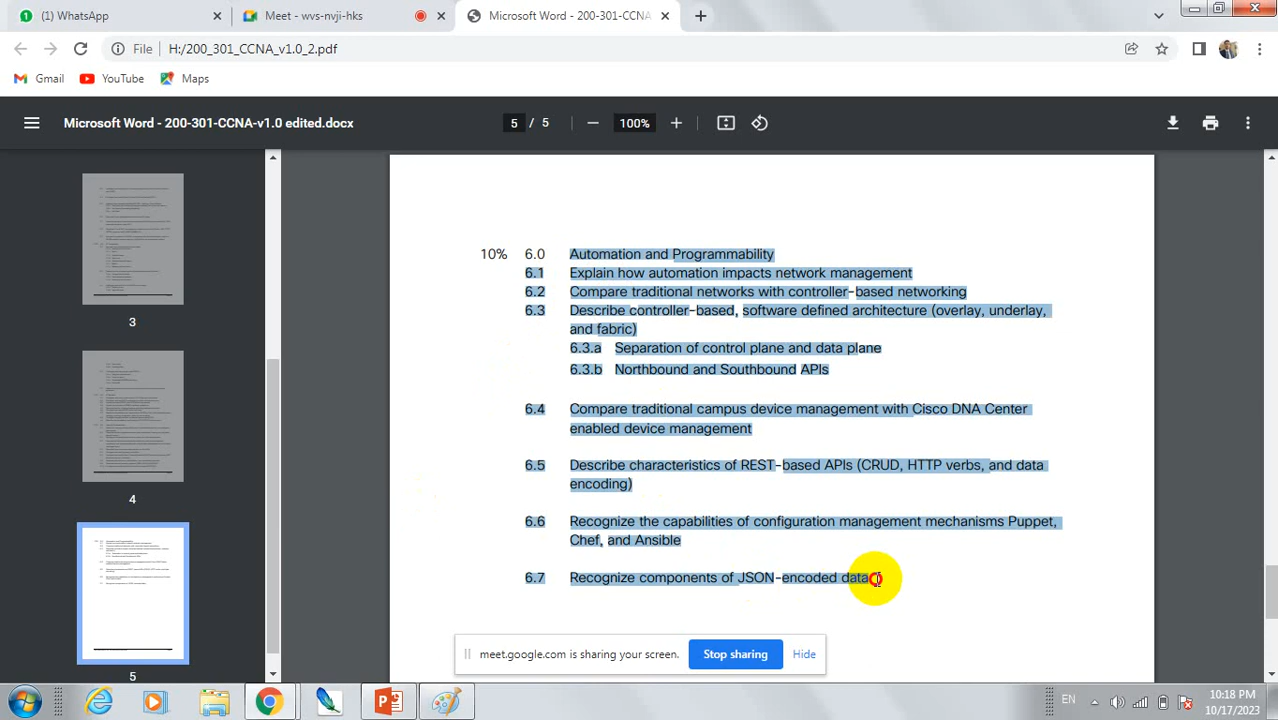 (1) WhatsApp
Meet - wvs-nvji-hks
Microsoft Word - 200-301-CCNA
File H:/200_301_CCNA_v1.0_2.pdf
Gmail YouTube Maps
Microsoft Word - 200-301-CCNA-v1.0 edited.docx
5 / 5
100%
3
4
5
10% 6.0 Automation and Programmability
6.1 Explain how automation impacts network management
6.2 Compare traditional networks with controller-based networking
6.3 Describe controller-based, software defined architecture (overlay, underlay,
and fabric)
6.3.a Separation of control plane and data plane
6.3.b Northbound and Southbound APIs
6.4 Compare traditional campus device management with Cisco DNA Center
enabled device management
6.5 Describe characteristics of REST-based APIs (CRUD, HTTP verbs, and data
encoding)
6.6 Recognize the capabilities of configuration management mechanisms Puppet,
Chef, and Ansible
6.7 Recognize components of JSON-encoded data
meet.google.com is sharing your screen. Stop sharing Hide
EN
10:18 PM
10/17/2023